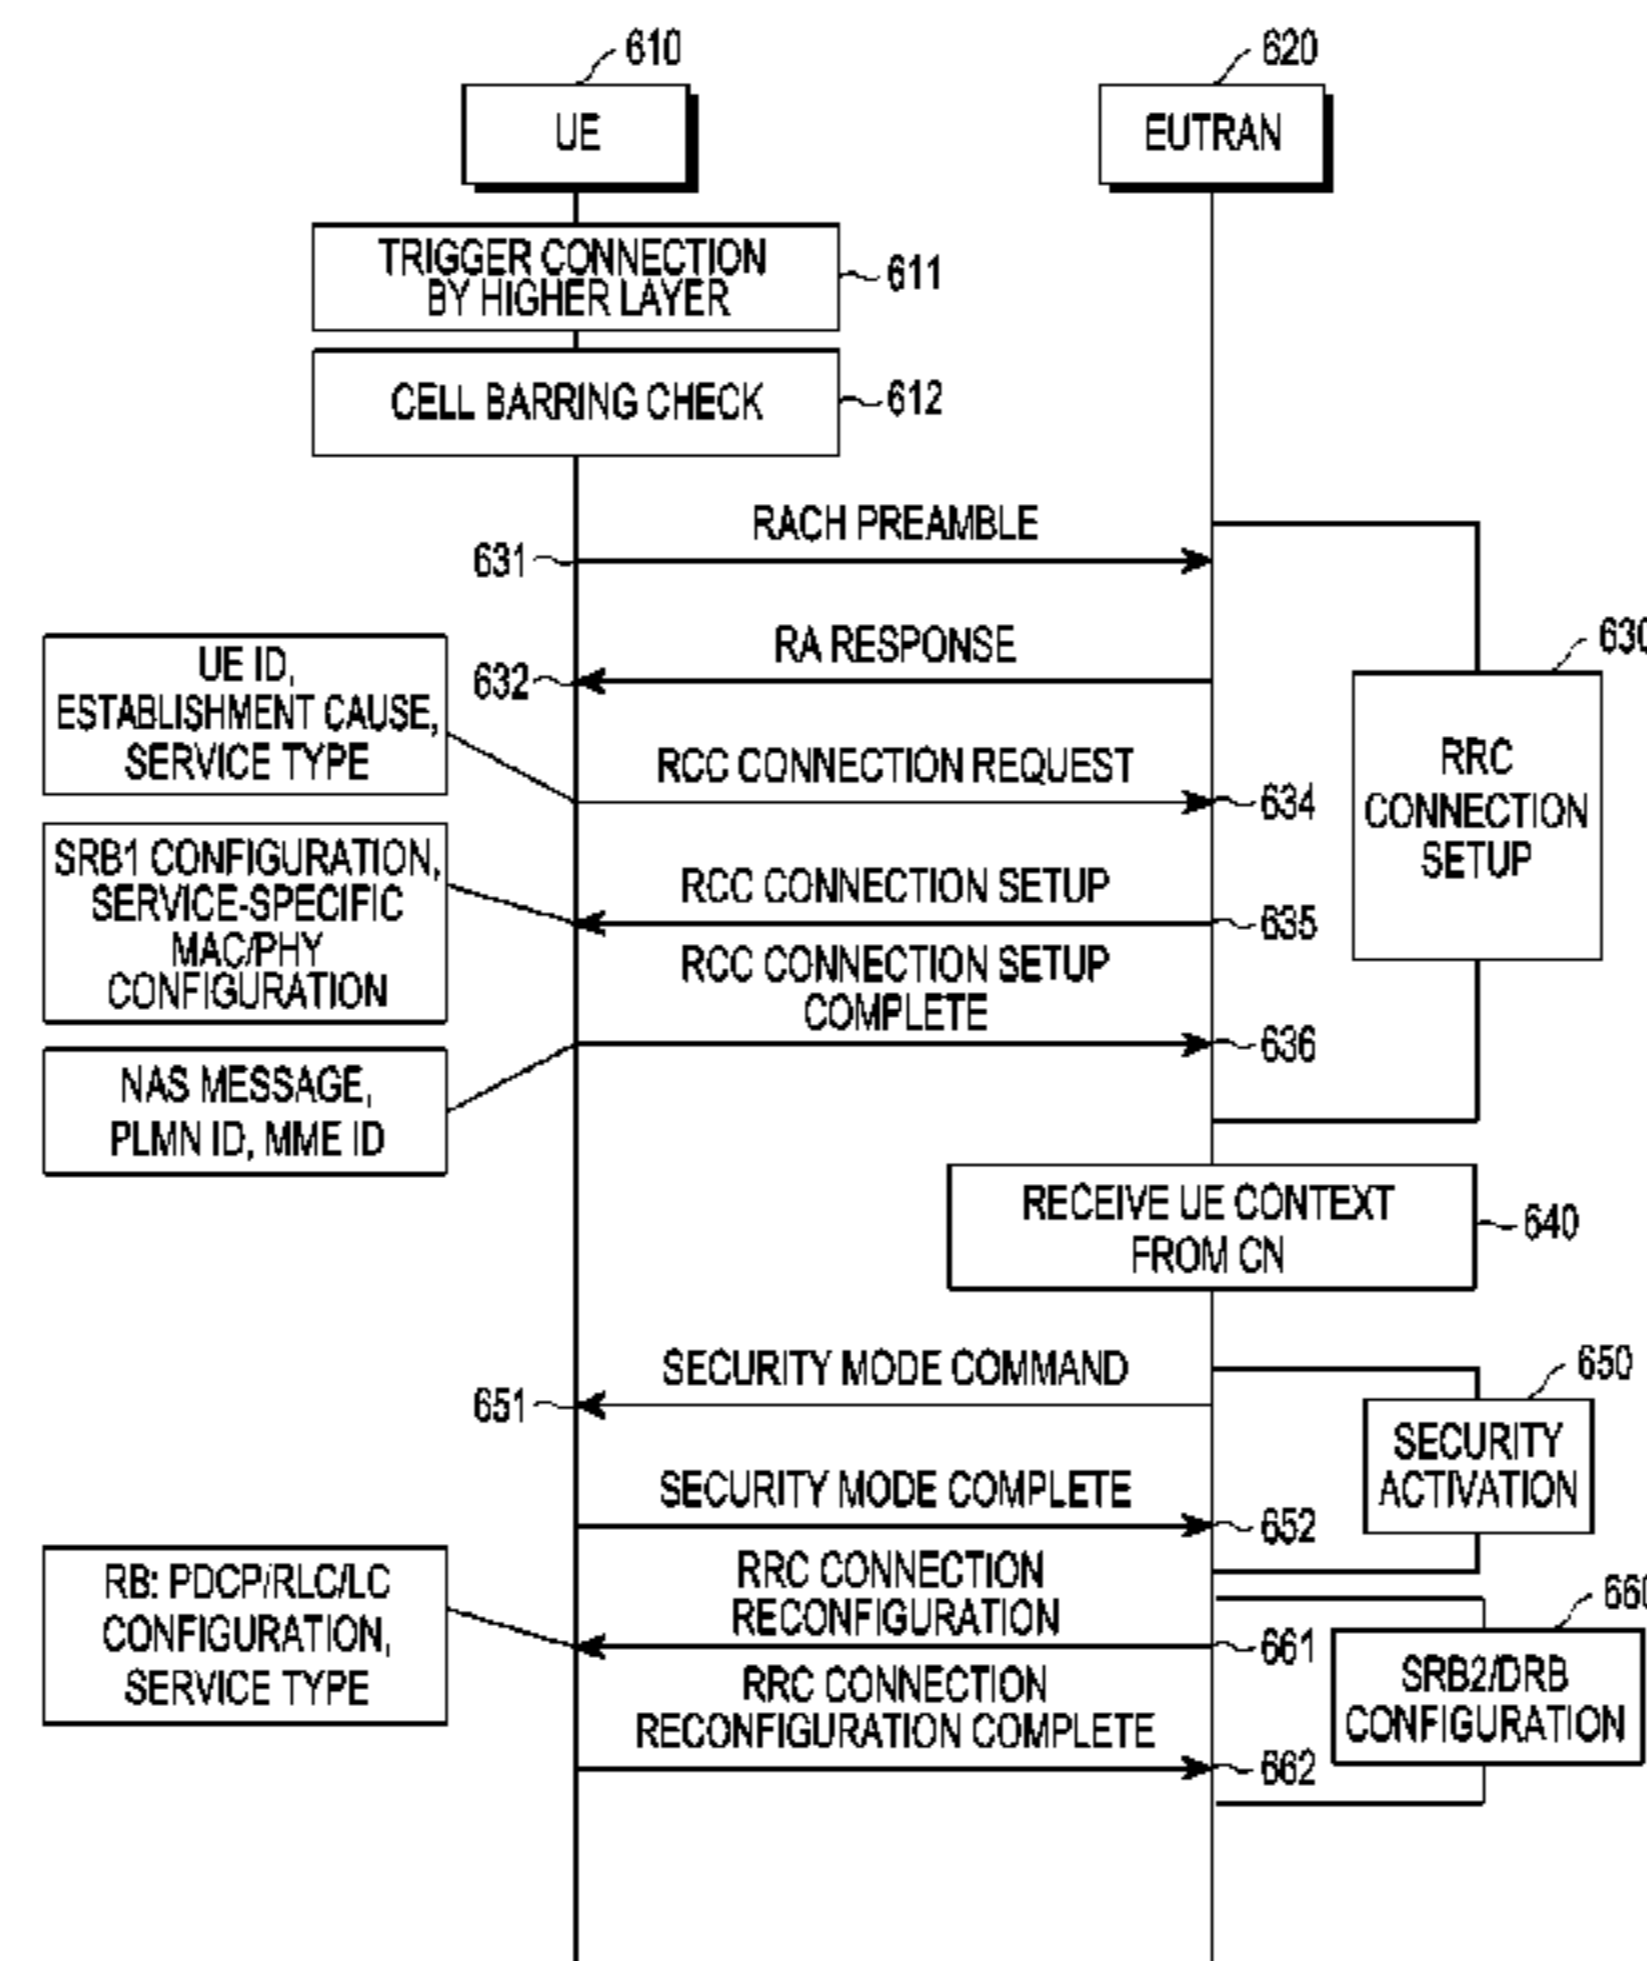 610
620
UE
EUTRAN
TRIGGER CONNECTION
BY HIGHER LAYER
611
CELL BARRING CHECK
612
RACH PREAMBLE
631
RA RESPONSE
632
630
UE ID,
ESTABLISHMENT CAUSE,
SERVICE TYPE
RCC CONNECTION REQUEST
634
RRC
CONNECTION
SETUP
SRB1 CONFIGURATION,
SERVICE-SPECIFIC
MAC/PHY
CONFIGURATION
RCC CONNECTION SETUP
635
RCC CONNECTION SETUP
COMPLETE
636
NAS MESSAGE,
PLMN ID, MME ID
RECEIVE UE CONTEXT
FROM CN
640
SECURITY MODE COMMAND
651
650
SECURITY
ACTIVATION
SECURITY MODE COMPLETE
652
RB: PDCP/RLC/LC
CONFIGURATION,
SERVICE TYPE
RRC CONNECTION
RECONFIGURATION
661
660
SRB2/DRB
CONFIGURATION
RRC CONNECTION
RECONFIGURATION COMPLETE
662